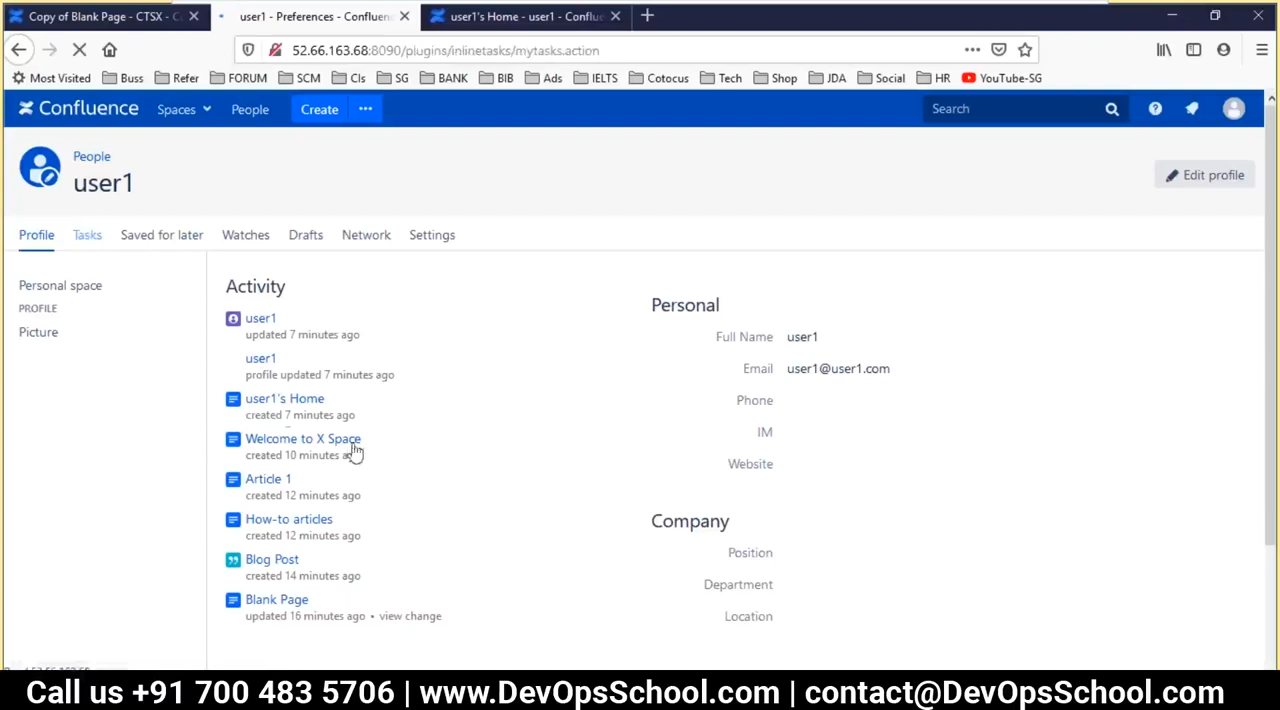 Copy of Blank Page - CTSX - C
user1 - Preferences - Confluen
user1's Home - user1 - Conflu
52.66.163.68:8090/plugins/inlinetasks/mytasks.action
Most Visited Buss Refer FORUM SCM Cls SG BANK BIB Ads IELTS Cotocus Tech Shop JDA Social HR YouTube-SG
Confluence Spaces People Create Search
People
user1
Edit profile
Profile Tasks Saved for later Watches Drafts Network Settings
Personal space
PROFILE
Picture
Activity
user1
updated 7 minutes ago
user1
profile updated 7 minutes ago
user1's Home
created 7 minutes ago
Welcome to X Space
created 10 minutes
Article 1
created 12 minutes ago
How-to articles
created 12 minutes ago
Blog Post
created 14 minutes ago
Blank Page
updated 16 minutes ago • view change
Personal
Full Name user1
Email user1@user1.com
Phone
IM
Website
Company
Position
Department
Location
Call us +91 700 483 5706 | www.DevOpsSchool.com | contact@DevOpsSchool.com